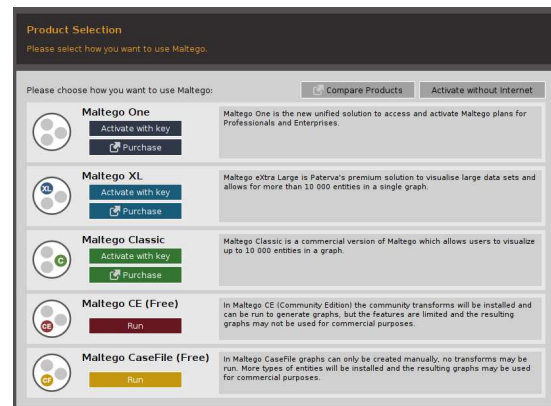 Product Selection
Please select how you want to use Maltego.
Please choose how you want to use Maltego:
Compare Products
Activate without Internet
Maltego One
Activate with key
Purchase
Maltego One is the new unified solution to access and activate Maltego plans for
Professionals and Enterprises.
XL
Maltego XL
Activate with key
Purchase
Maltego eXtra Large is Paterva's premium solution to visualise large data sets and
allows for more than 10 000 entities in a single graph.
C
Maltego Classic
Activate with key
Purchase
Maltego Classic is a commercial version of Maltego which allows users to visualize
up to 10 000 entities in a graph.
CE
Maltego CE (Free)
Run
In Maltego CE (Community Edition) the community transforms will be installed and
can be run to generate graphs, but the features are limited and the resulting
graphs may not be used for commercial purposes.
CF
Maltego CaseFile (Free)
Run
In Maltego CaseFile graphs can only be created manually, no transforms may be
run. More types of entities will be installed and the resulting graphs may be used
for commercial purposes.